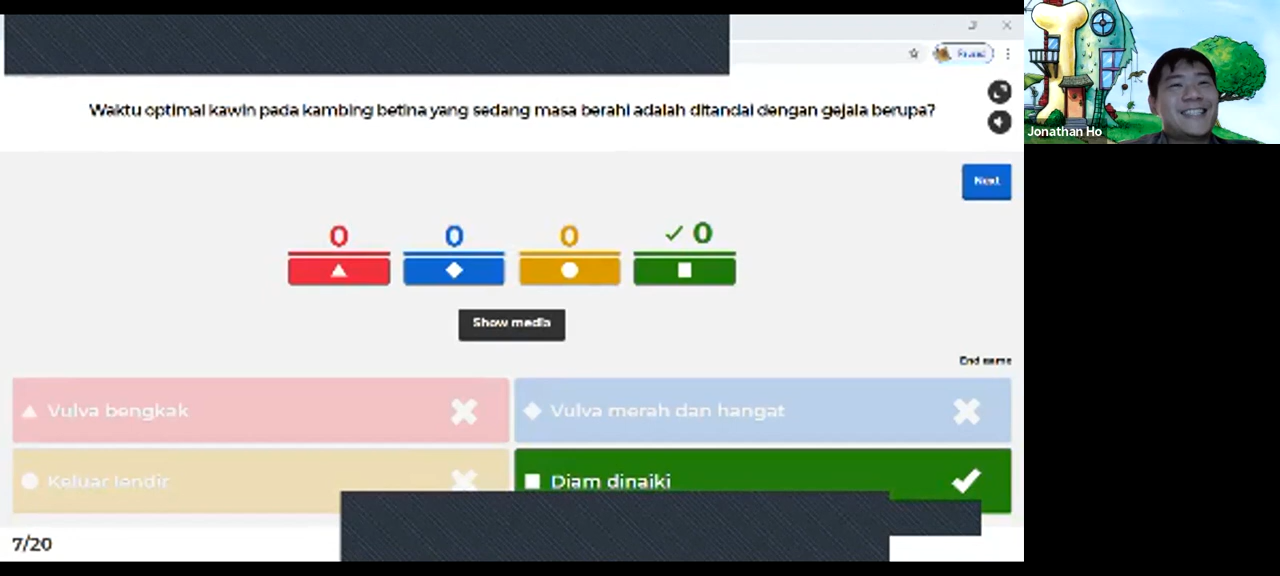 Waktu optimal kawin pada kambing betina yang sedang masa berahi adalah ditandai dengan gejala berupa?
Jonathan Ho
Next
0
0
0
0
Show media
End game
Vulva bengkak
Vulva merah dan hangat
Keluar lendir
Diam dinaiki
7/20